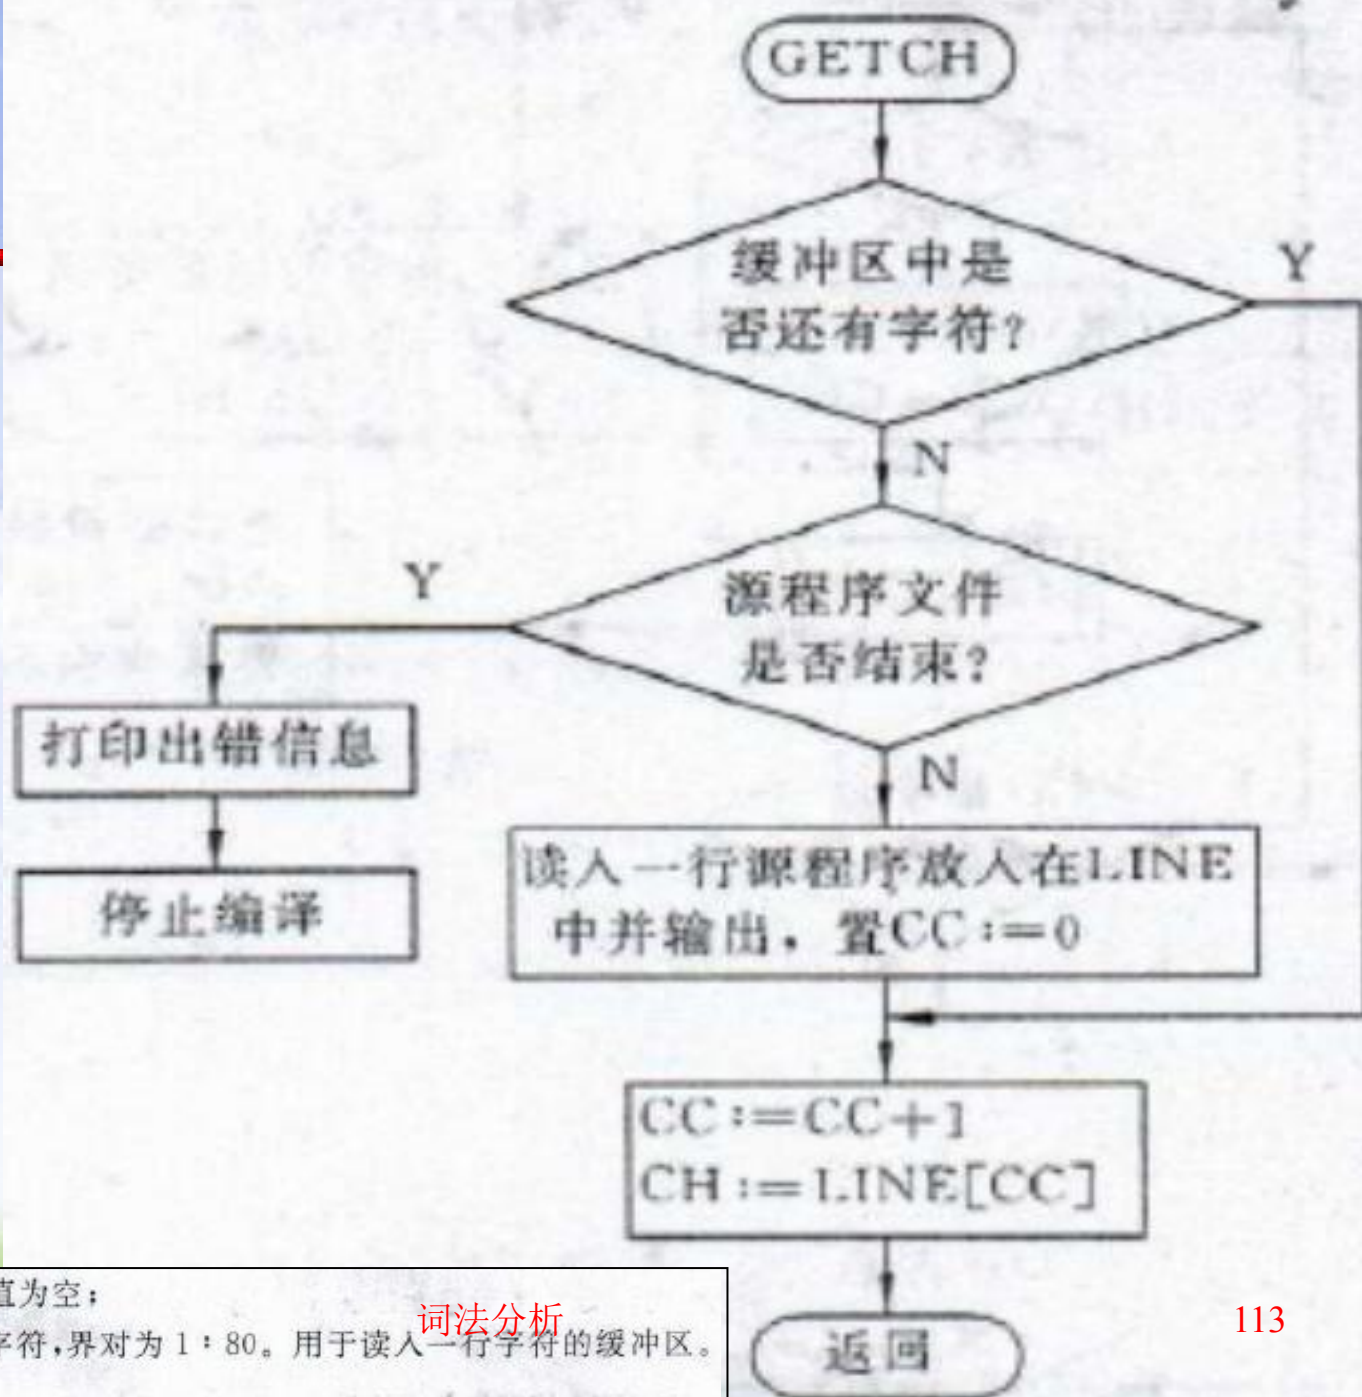 GETCH
缓冲区中是
否还有字符?
Y
N
源程序文件
是否结束?
Y
N
打印出错信息
停止编译
读入一行源程序放入在LINE
中并输出，置CC:=0
CC:=CC+1
CH:=LINE[CC]
返回
值为空；
字符,界对为 1∶80。用于读入一行字符的缓冲区。
词法分析
113